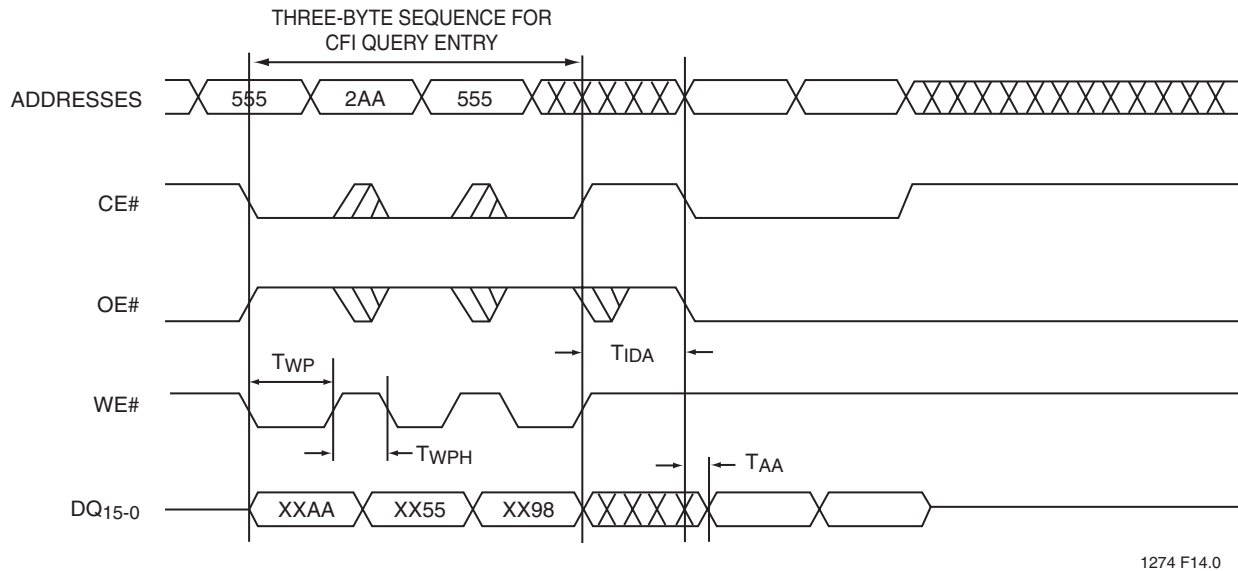 THREE-BYTE SEQUENCE FOR
CFI QUERY ENTRY
ADDRESSES
555 2AA 555
CE#
OE#
TIDA
TWP
WE#
TWPH
TAA
DQ15-0
XXAA XX55 XX98
1274 F14.0